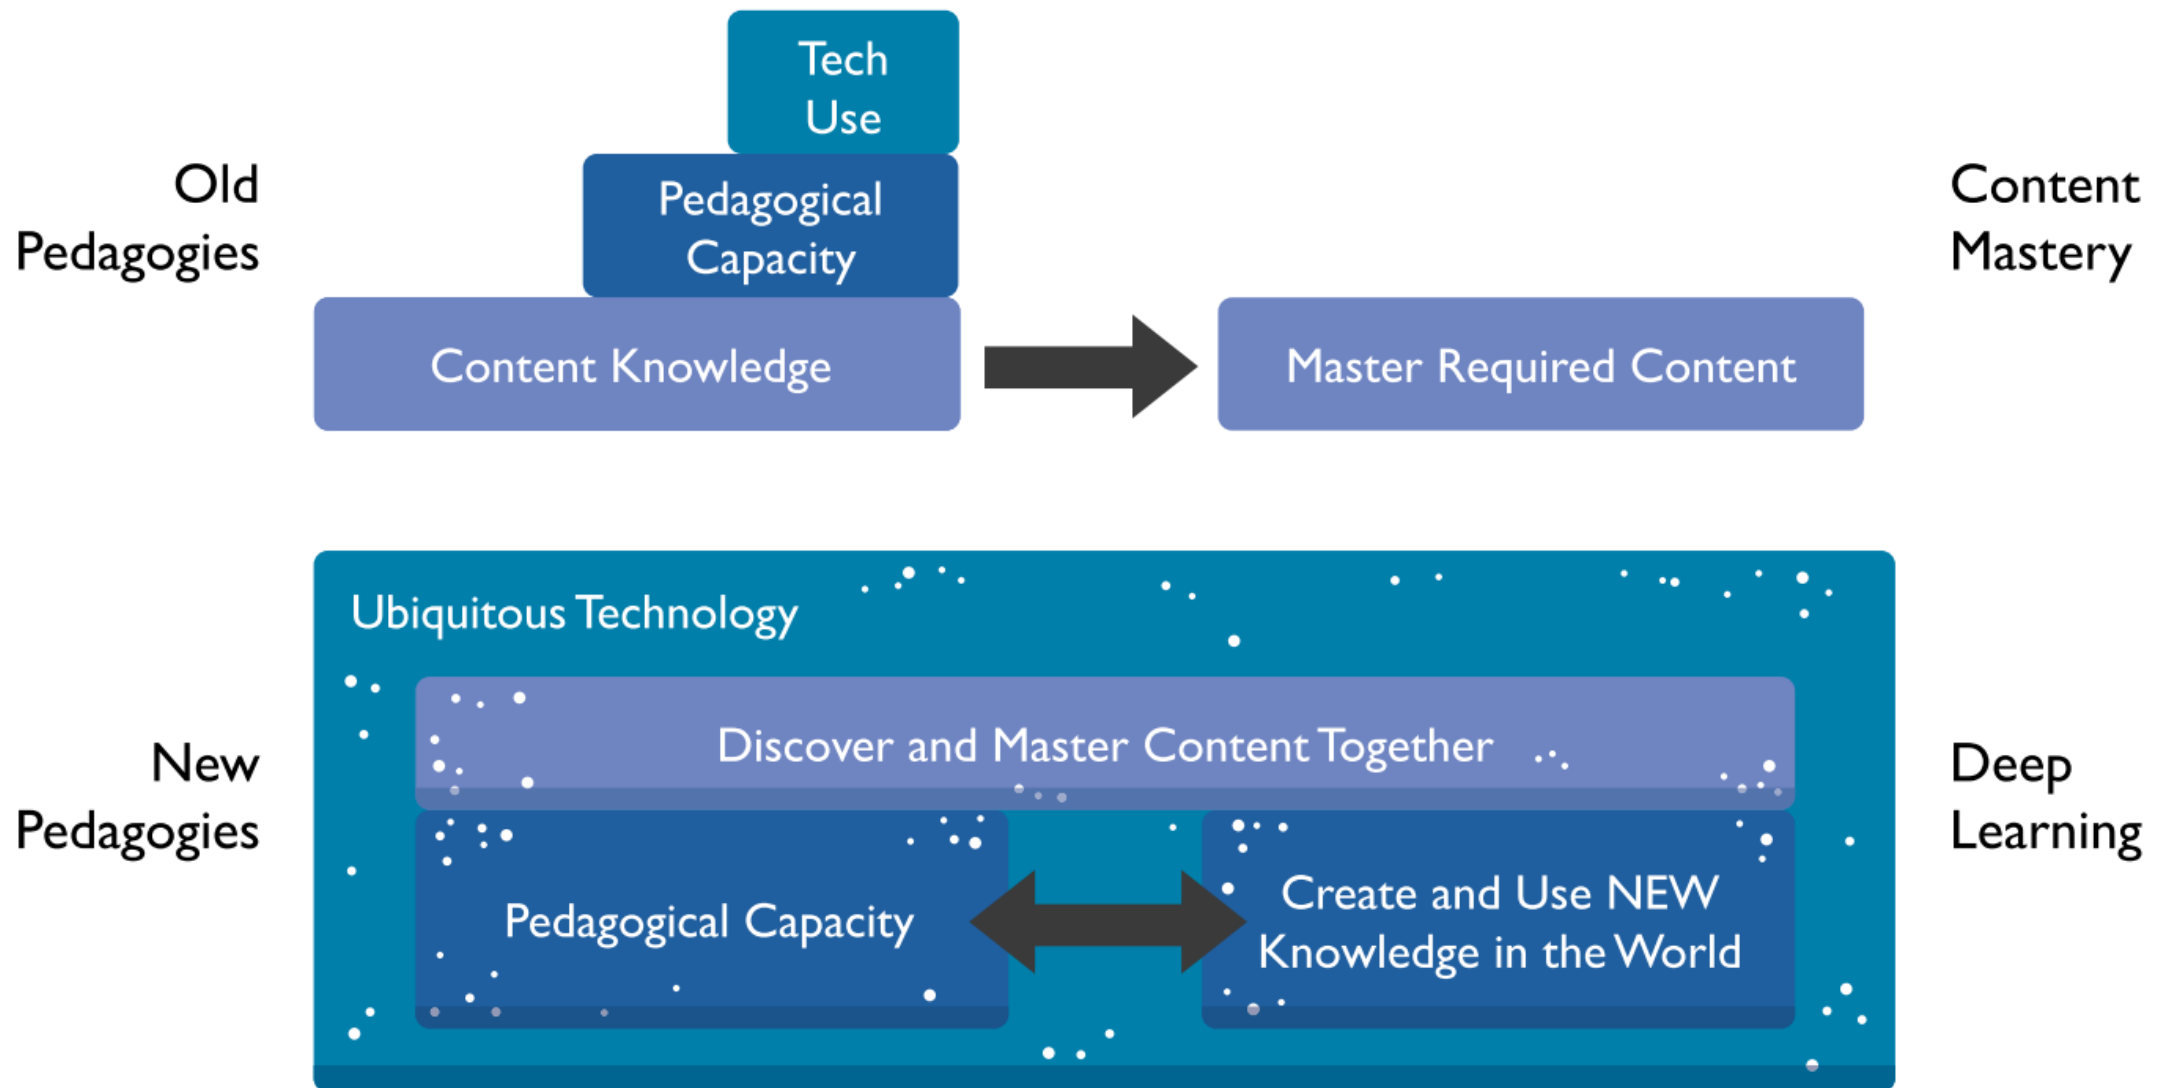 Tech
Use
Old
Pedagogies
Pedagogical
Capacity
Content
Mastery
Content Knowledge
Master Required Content
Ubiquitous Technology
New
Pedagogies
Discover and Master Content Together
Deep
Learning
Pedagogical Capacity
Create and Use NEW
Knowledge in the World